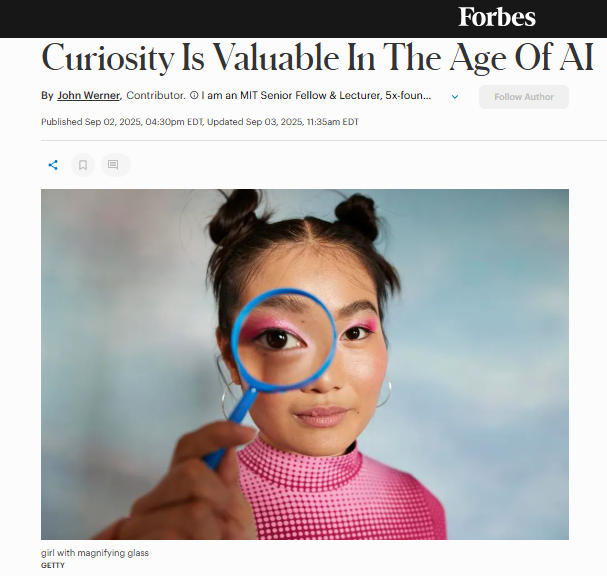 Forbes
Curiosity Is Valuable In The Age Of AI
By John Werner, Contributor. ⓘ I am an MIT Senior Fellow & Lecturer, 5x-foun...
Follow Author
Published Sep 02, 2025, 04:30pm EDT, Updated Sep 03, 2025, 11:35am EDT
girl with magnifying glass
GETTY